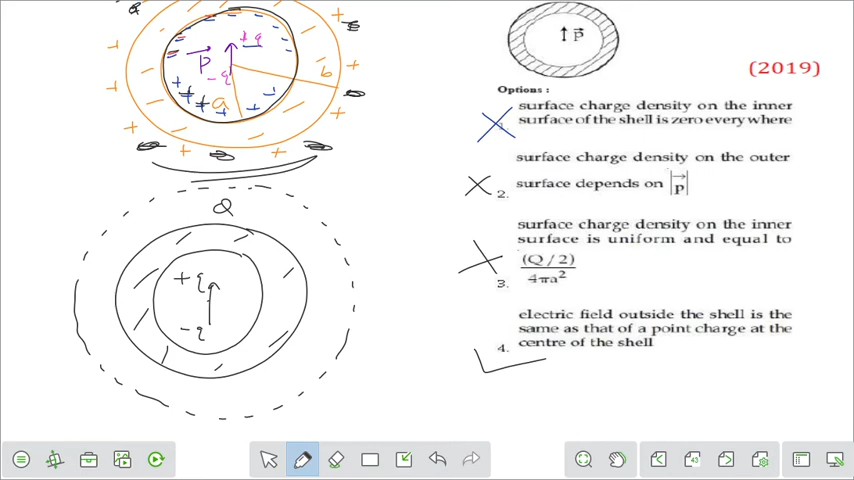 Q
+q
P
-q
a
b
P
(2019)
Options :
1.
surface charge density on the inner
surface of the shell is zero every where
surface charge density on the outer
2. surface depends on |P|
surface charge density on the inner
surface is uniform and equal to
3. (Q / 2)
4πa²
electric field outside the shell is the
same as that of a point charge at the
4. centre of the shell
Q
+q
-q
43